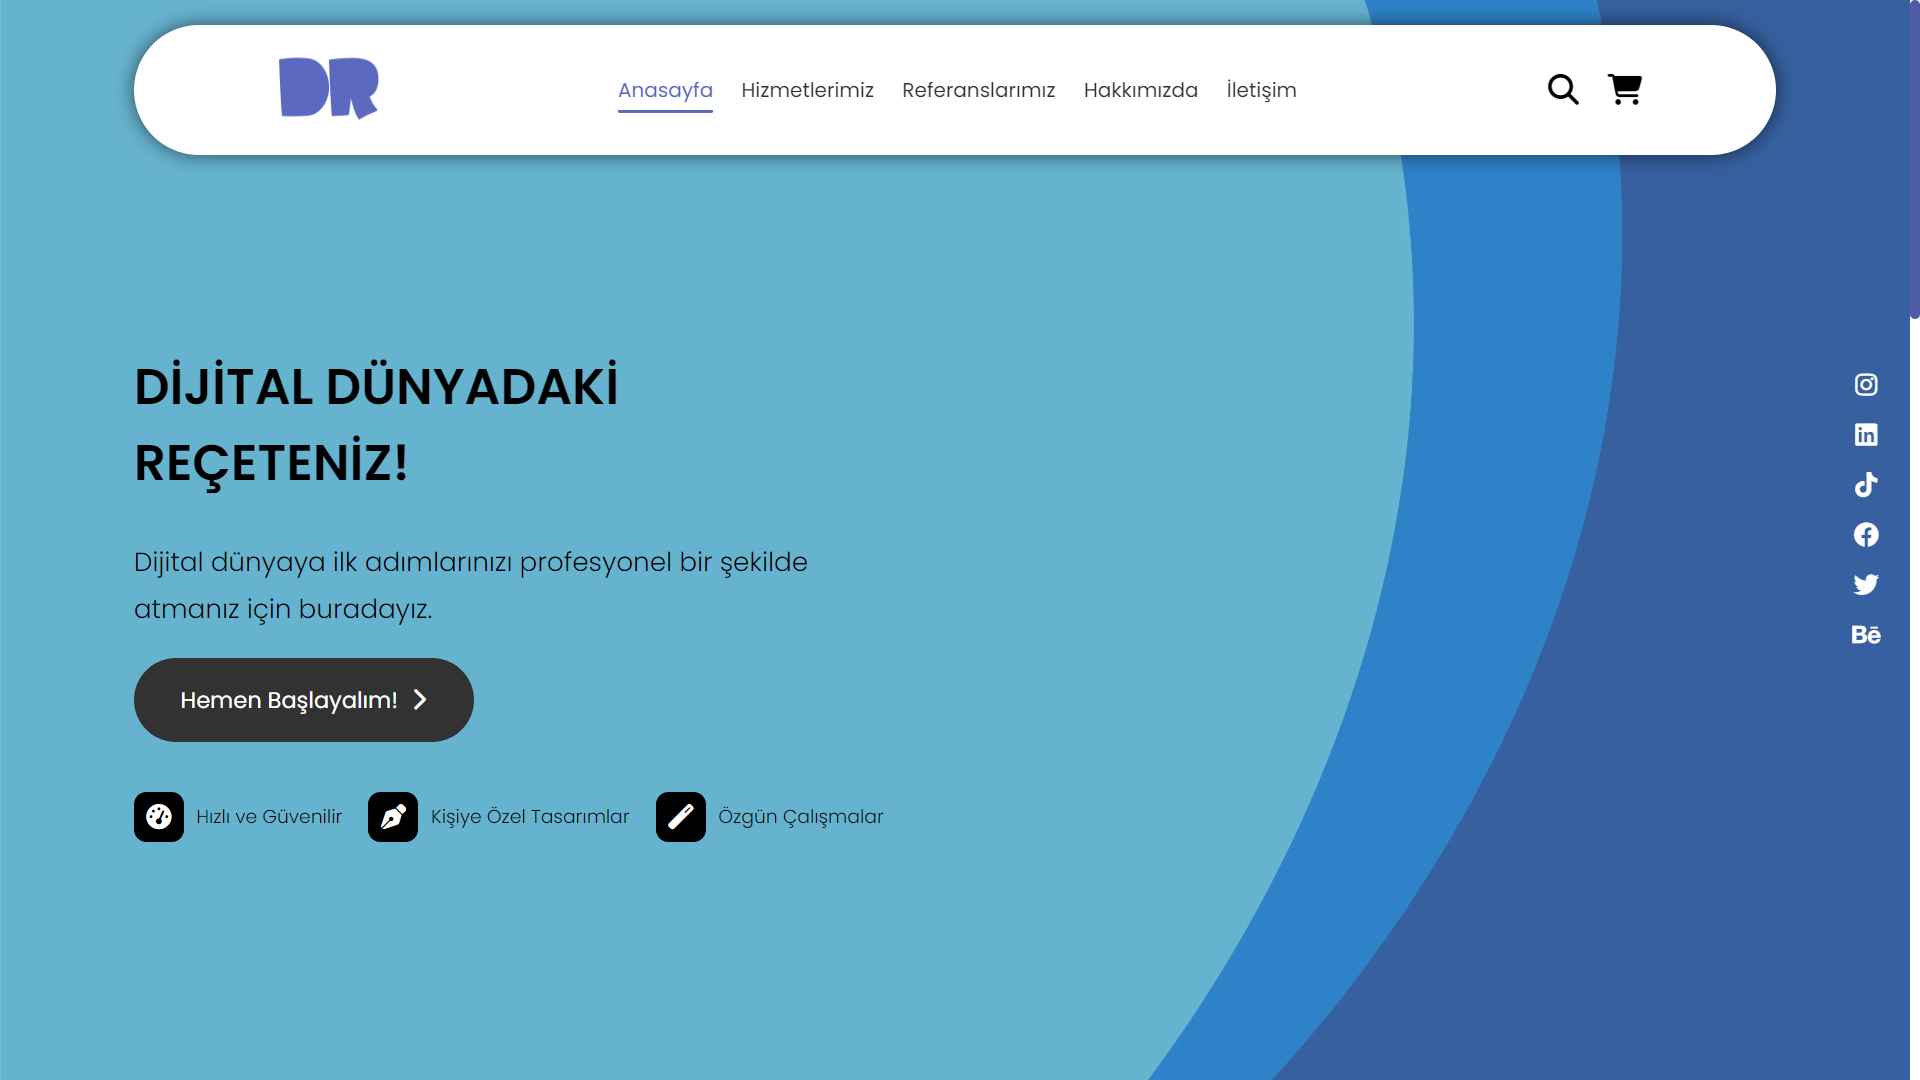 DR
Anasayfa Hizmetlerimiz Referanslarımız Hakkımızda İletişim
DİJİTAL DÜNYADAKİ
REÇETENİZ!
Dijital dünyaya ilk adımlarınızı profesyonel bir şekilde
atmanız için buradayız.
Hemen Başlayalım!
Hızlı ve Güvenilir Kişiye Özel Tasarımlar Özgün Çalışmalar